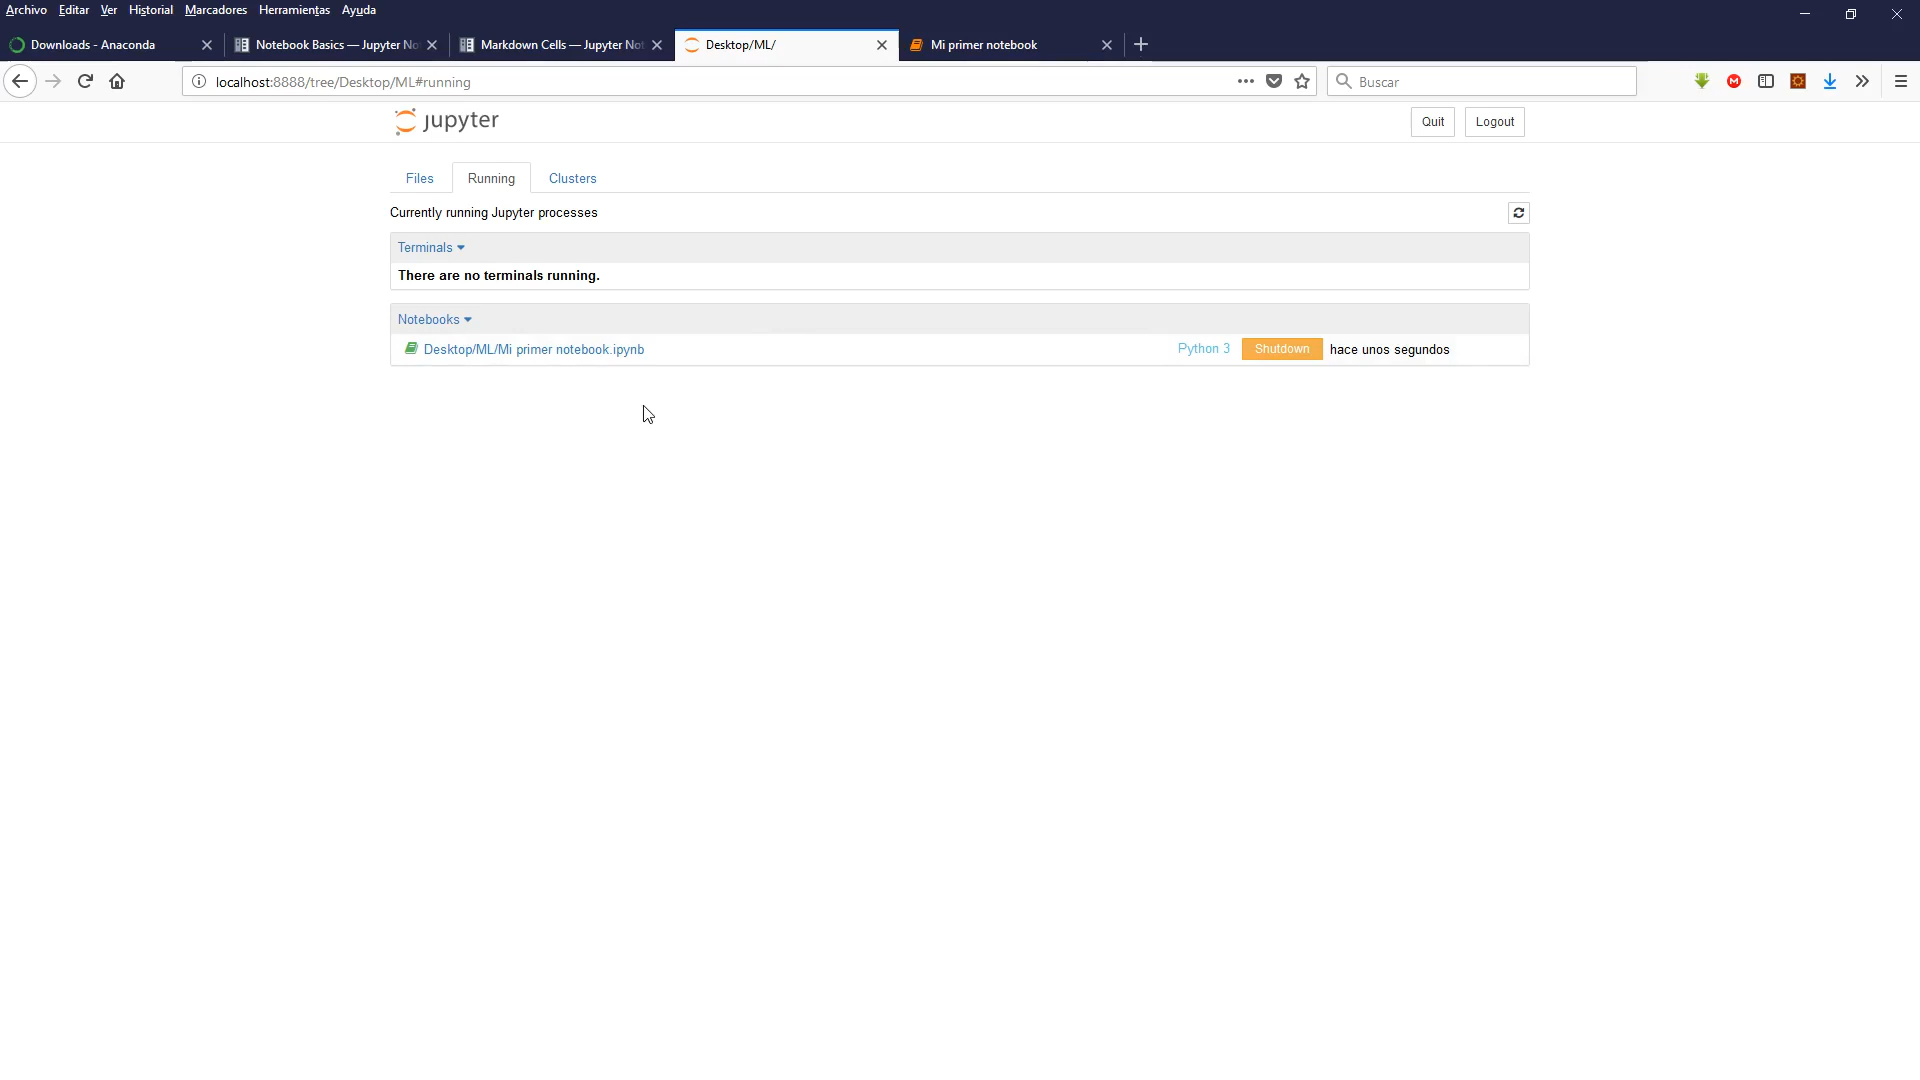 Archivo Editar Ver Historial Marcadores Herramientas Ayuda
Downloads - Anaconda Notebook Basics — Jupyter No Markdown Cells — Jupyter Not Desktop/ML/ Mi primer notebook
localhost:8888/tree/Desktop/ML#running Buscar
jupyter Quit Logout
Files Running Clusters
Currently running Jupyter processes
Terminals
There are no terminals running.
Notebooks
Desktop/ML/Mi primer notebook.ipynb Python 3 Shutdown hace unos segundos